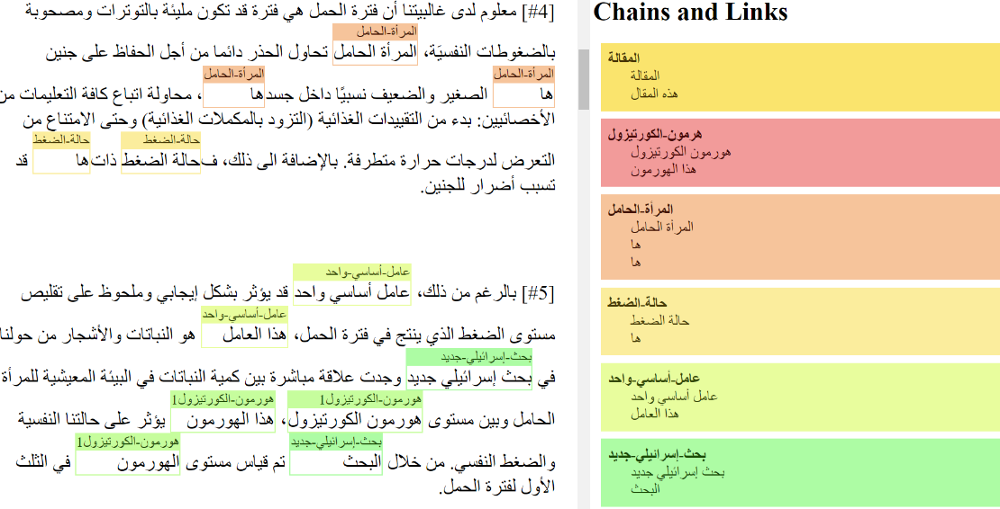 [#4] معلوم لدى غالبيتنا أن فترة الحمل هي فترة قد تكون مليئة بالتوترات ومصحوبة
المرأة-الحامل
بالضغوطات النفسيّة، المرأة الحامل تحاول الحذر دائما من أجل الحفاظ على جنين
المرأة-الحامل المرأة-الحامل
ها الصغير والضعيف نسبيًا داخل جسدها، محاولة اتباع كافة التعليمات من
الأخصائيين: بدء من التقييدات الغذائية (التزود بالمكملات الغذائية) وحتى الامتناع من
حالة-الضغط حالة-الضغط
التعرض لدرجات حرارة متطرفة. بالإضافة الى ذلك، فحالة الضغط ذاتها قد
تسبب أضرار للجنين.
عامل-أساسي-واحد
[#5] بالرغم من ذلك، عامل أساسي واحد قد يؤثر بشكل إيجابي وملحوظ على تقليص
عامل-أساسي-واحد
مستوى الضغط الذي ينتج في فترة الحمل، هذا العامل هو النباتات والأشجار من حولنا
بحث-إسرائيلي-جديد
في بحث إسرائيلي جديد وجدت علاقة مباشرة بين كمية النباتات في البيئة المعيشية للمرأة
هورمون-الكورتيزول1 هورمون-الكورتيزول1
الحامل وبين مستوى هورمون الكورتيزول، هذا الهورمون يؤثر على حالتنا النفسية
بحث-إسرائيلي-جديد هورمون-الكورتيزول1
والضغط النفسي. من خلال البحث تم قياس مستوى الهورمون في الثلث
الأول لفترة الحمل.
Chains and Links
المقالة
المقالة
هذه المقال
هرمون-الكورتيزول
هورمون الكورتيزول
هذا الهورمون
المرأة-الحامل
المرأة الحامل
ها
ها
حالة-الضغط
حالة الضغط
ها
عامل-أساسي-واحد
عامل أساسي واحد
هذا العامل
بحث-إسرائيلي-جديد
بحث إسرائيلي جديد
البحث